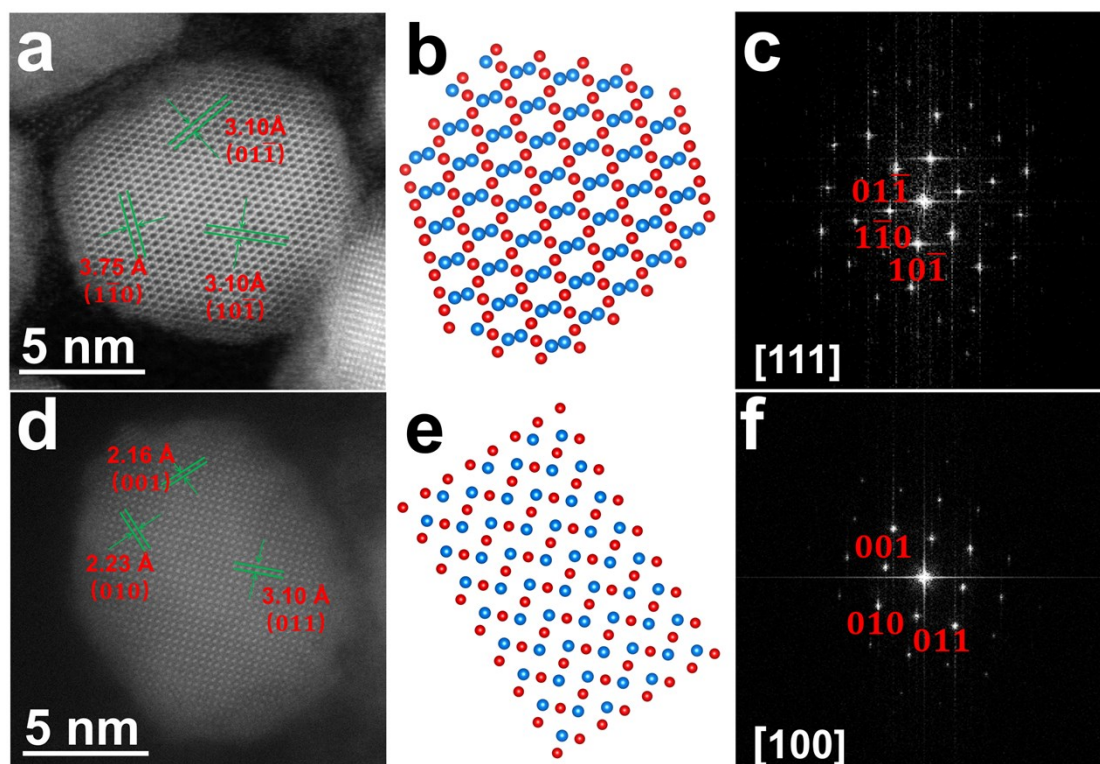 a
3.10Å
(011̄)
3.75 Å
(11̄0)
3.10Å
(101̄)
5 nm
b
c
011̄
11̄0
101̄
[111]
d
2.16 Å
(001)
2.23 Å
(010)
3.10 Å
(011)
5 nm
e
f
001
010
011
[100]